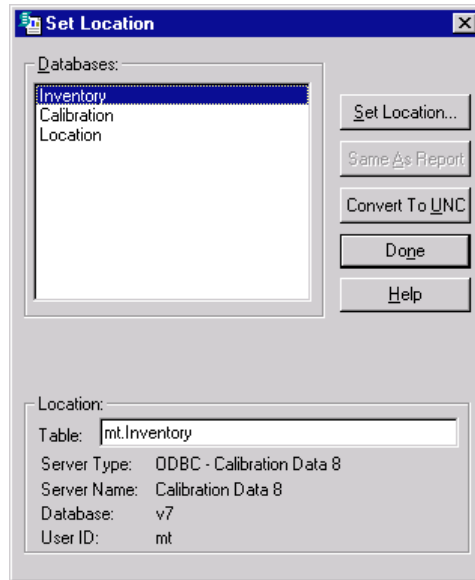 Set Location
Databases:
Inventory
Calibration
Location
Set Location...
Same As Report
Convert To UNC
Done
Help
Location:
Table: mt.Inventory
Server Type: ODBC - Calibration Data 8
Server Name: Calibration Data 8
Database: v7
User ID: mt